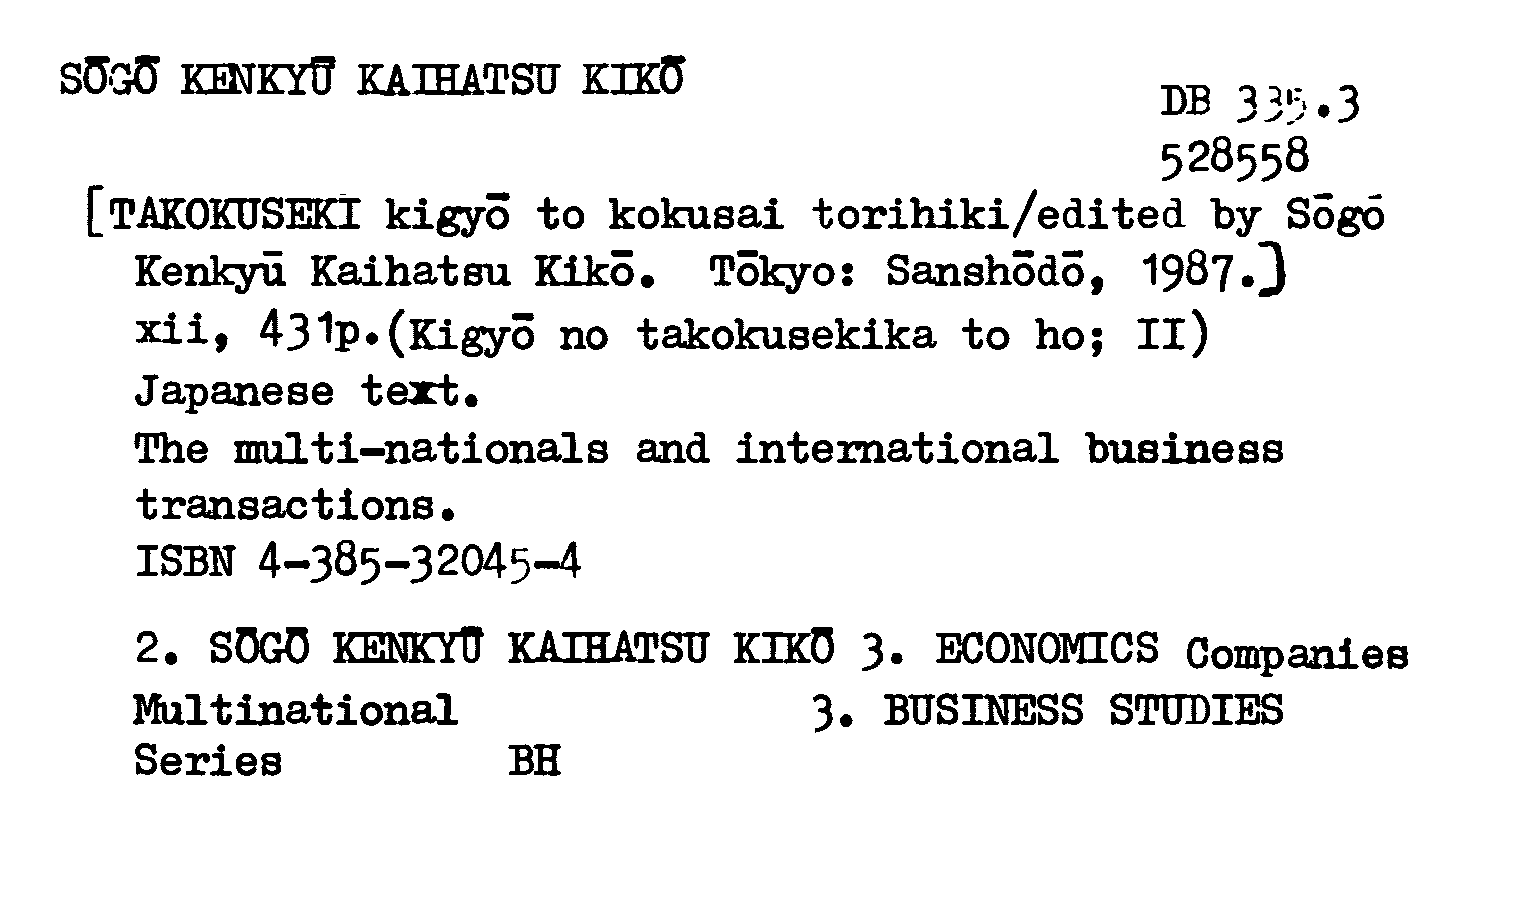 SŌGŌ KENKYŪ KAIHATSU KIKŌ
DB 335.3
528558
[TAKOKUSEKI kigyō to kokusai torihiki/edited by Sōgó
Kenkyū Kaihatsu Kikō. Tōkyo: Sanshōdō, 1987.]
xii, 431p.(Kigyō no takokusekika to ho; II)
Japanese text.
The multi-nationals and international business
transactions.
ISBN 4-385-32045-4
2. SŌGŌ KENKYŪ KAIHATSU KIKŌ 3. ECONOMICS Companies
Multinational 3. BUSINESS STUDIES
Series BH